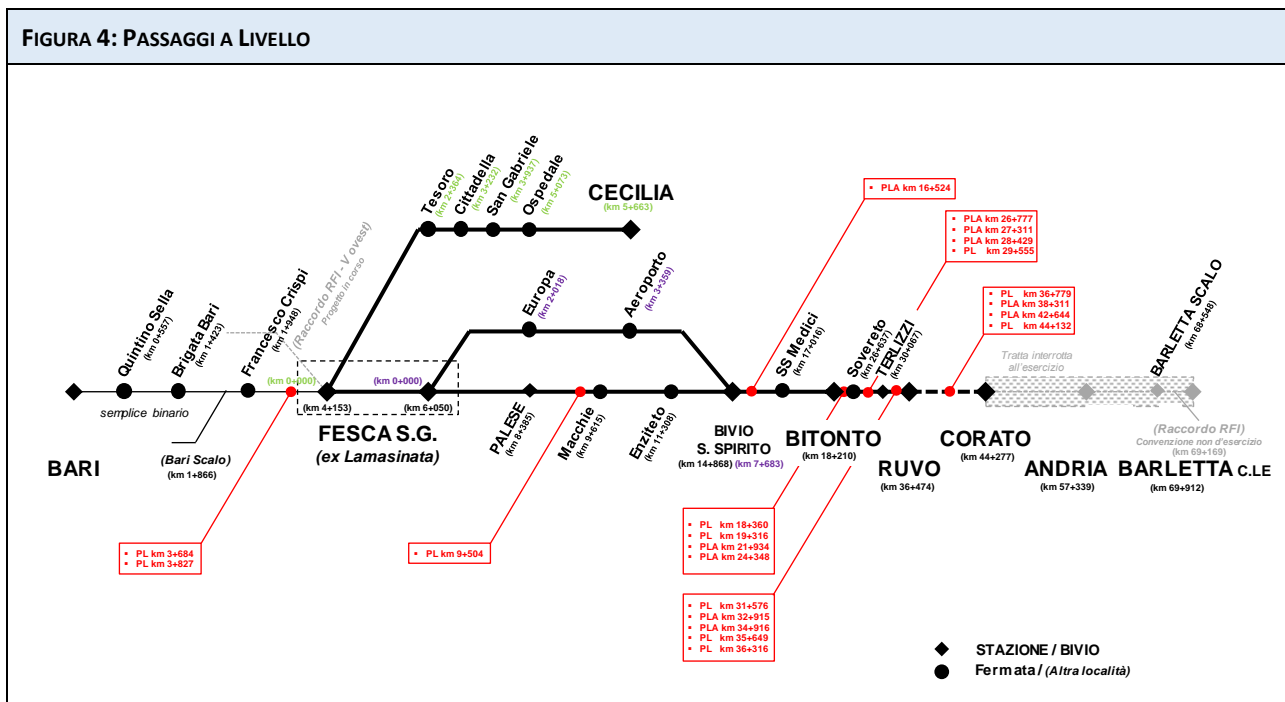 FIGURA 4: PASSAGGI A LIVELLO
Tesoro
(km 2+364)
Cittadella
(km 3+232)
San Gabriele
(km 3+937)
Ospedale
(km 5+073)
CECILIA
(km 5+663)
PLA km 16+524
PLA km 26+777
PLA km 27+311
PLA km 28+429
PL km 29+555
PL km 36+779
PLA km 38+311
PLA km 42+644
PL km 44+132
Quintino Sella
(km 0+557)
Brigata Bari
(km 1+423)
Francesco Crispi
(km 1+948)
(Raccordo RFI - V ovest)
Progetto in corso
Europa
(km 2+018)
Aeroporto
(km 3+359)
SS Medici
(km 17+016)
Sovereto
(km 26+637)
TERLIZZI
(km 30+067)
Tratta interrotta
all'esercizio
BARLETTA SCALO
(km 68+548)
semplice binario
(km 0+000)
(km 0+000)
(km 4+153)
(km 6+050)
BARI
(Bari Scalo)
(km 1+866)
FESCA S.G.
(ex Lamasinata)
PALESE
(km 8+385)
Macchie
(km 9+615)
Enziteto
(km 11+308)
BIVIO
S. SPIRITO
(km 14+868) (km 7+683)
BITONTO
(km 18+210)
RUVO
(km 36+474)
CORATO
(km 44+277)
ANDRIA
(km 57+339)
(Raccordo RFI)
Convenzione non d'esercizio
(km 69+169)
BARLETTA C.LE
(km 69+912)
PL km 3+684
PL km 3+827
PL km 9+504
PL km 18+360
PL km 19+316
PLA km 21+934
PLA km 24+348
PL km 31+576
PLA km 32+915
PLA km 34+916
PL km 35+649
PL km 36+316
STAZIONE / BIVIO
Fermata / (Altra località)